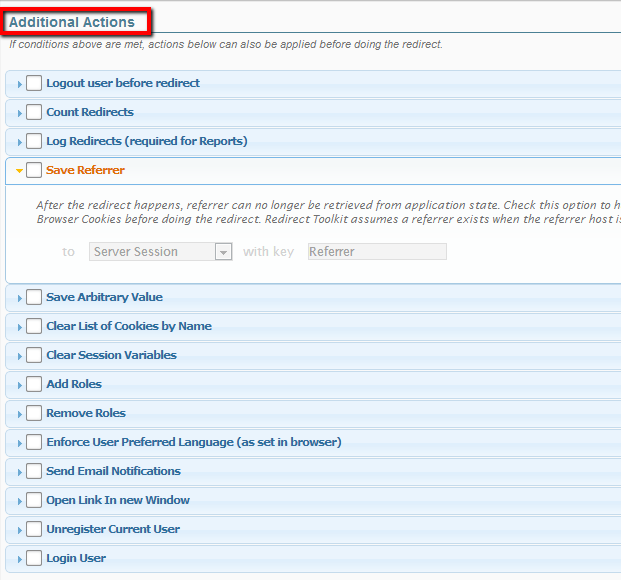 Additional Actions
If conditions above are met, actions below can also be applied before doing the redirect.
Logout user before redirect
Count Redirects
Log Redirects (required for Reports)
Save Referrer
After the redirect happens, referrer can no longer be retrieved from application state. Check this option to h
Browser Cookies before doing the redirect. Redirect Toolkit assumes a referrer exists when the referrer host is
to Server Session with key Referrer
Save Arbitrary Value
Clear List of Cookies by Name
Clear Session Variables
Add Roles
Remove Roles
Enforce User Preferred Language (as set in browser)
Send Email Notifications
Open Link In new Window
Unregister Current User
Login User